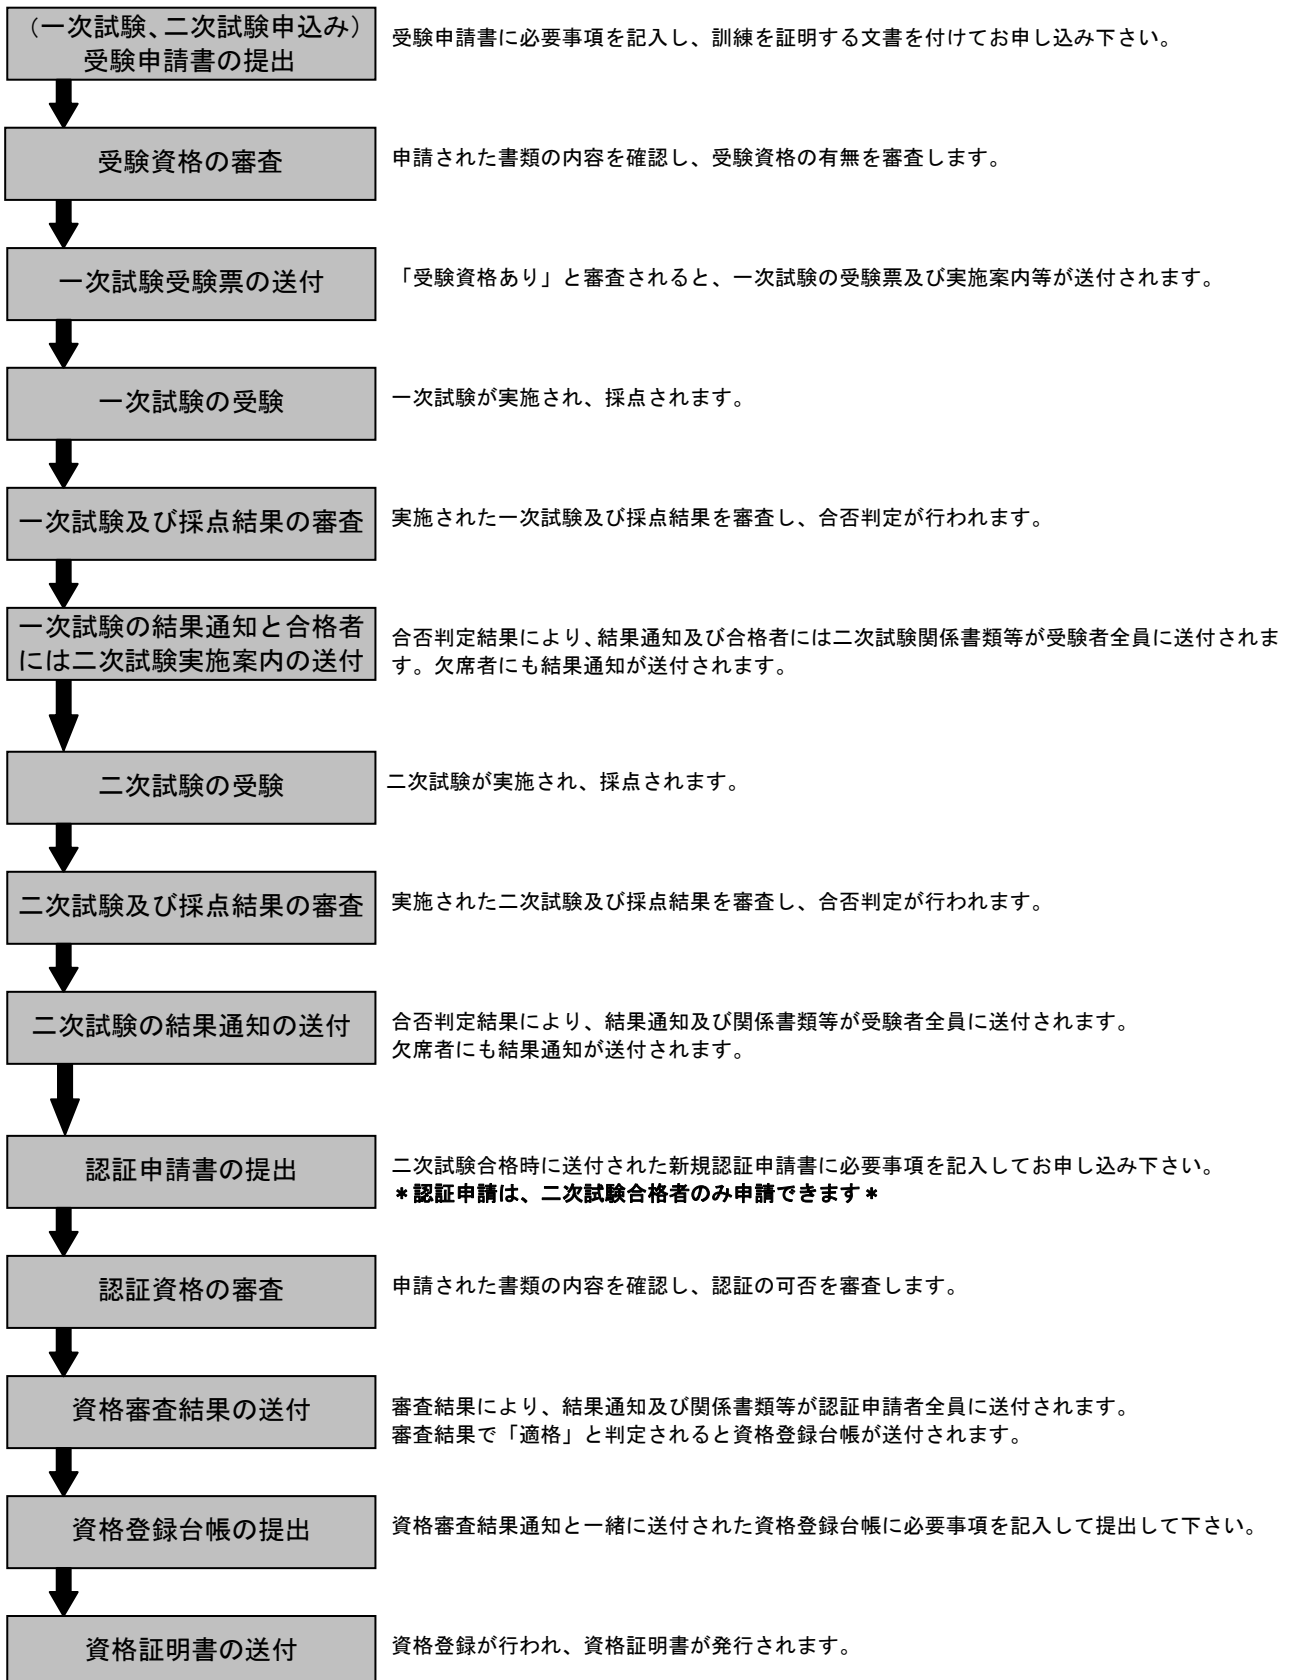 （一次試験、二次試験申込み）
受験申請書の提出
受験申請書に必要事項を記入し、訓練を証明する文書を付けてお申し込み下さい。
受験資格の審査
申請された書類の内容を確認し、受験資格の有無を審査します。
一次試験受験票の送付
「受験資格あり」と審査されると、一次試験の受験票及び実施案内等が送付されます。
一次試験の受験
一次試験が実施され、採点されます。
一次試験及び採点結果の審査
実施された一次試験及び採点結果を審査し、合否判定が行われます。
一次試験の結果通知と合格者
には二次試験実施案内の送付
合否判定結果により、結果通知及び合格者には二次試験関係書類等が受験者全員に送付されま
す。欠席者にも結果通知が送付されます。
二次試験の受験
二次試験が実施され、採点されます。
二次試験及び採点結果の審査
実施された二次試験及び採点結果を審査し、合否判定が行われます。
二次試験の結果通知の送付
合否判定結果により、結果通知及び関係書類等が受験者全員に送付されます。
欠席者にも結果通知が送付されます。
認証申請書の提出
二次試験合格時に送付された新規認証申請書に必要事項を記入してお申し込み下さい。
＊認証申請は、二次試験合格者のみ申請できます＊
認証資格の審査
申請された書類の内容を確認し、認証の可否を審査します。
資格審査結果の送付
審査結果により、結果通知及び関係書類等が認証申請者全員に送付されます。
審査結果で「適格」と判定されると資格登録台帳が送付されます。
資格登録台帳の提出
資格審査結果通知と一緒に送付された資格登録台帳に必要事項を記入して提出して下さい。
資格証明書の送付
資格登録が行われ、資格証明書が発行されます。